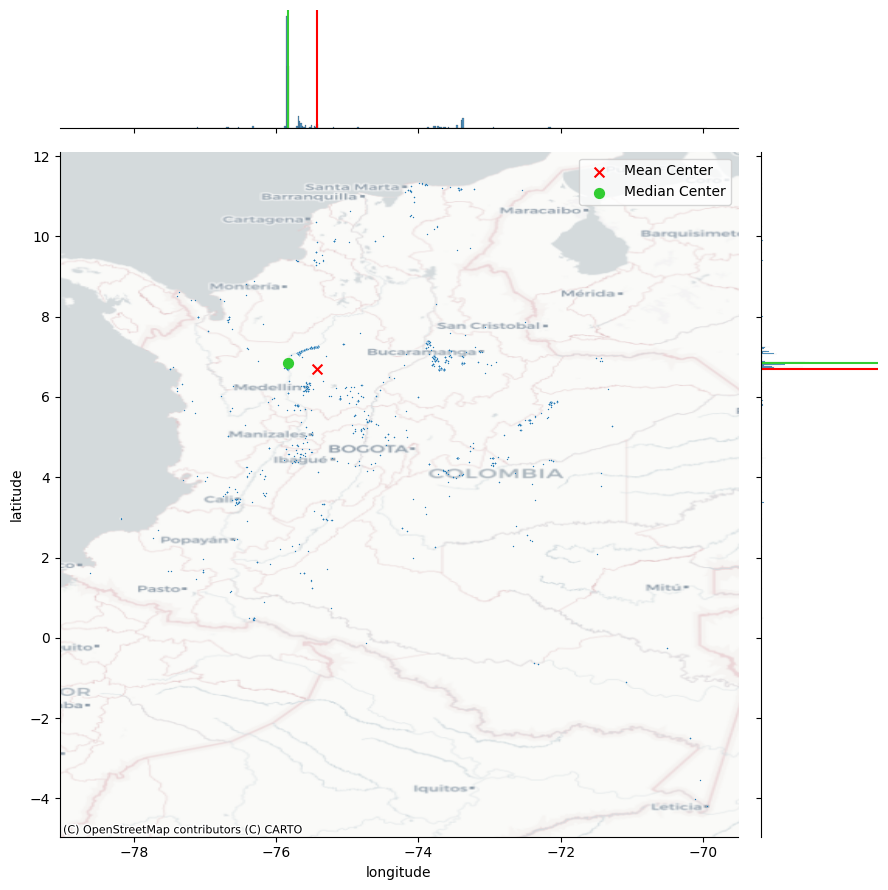 12
10
8
6
4
2
0
−2
−4
latitude
−78
−76
−74
−72
−70
longitude
Mean Center
Median Center
Santa Marta
Barranquilla
Cartagena
Maracaibo
Barquisimeto
Montería
Mérida
San Cristobal
Bucaramanga
Medellín
Manizales
BOGOTA
Ibagué
COLOMBIA
Cali
Popayán
Pasto
Mitú
Iquitos
Leticia
(C) OpenStreetMap contributors (C) CARTO